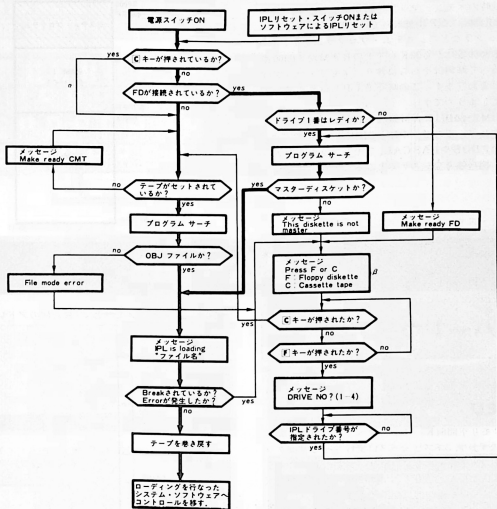 電源スイッチON
IPLリセット・スイッチONまたは
ソフトウェアによるIPLリセット
yes
Cキーが押されているか?
no
α
FDが接続されているか?
yes
no
ドライブ1番はレディか?
yes
no
メッセージ
Make ready CMT
プログラム サーチ
no
テープがセットされて
いるか?
yes
yes
マスターディスケットか?
no
プログラム サーチ
メッセージ
This diskette is not
master
メッセージ
Make ready FD
no
OBJ ファイルか?
yes
メッセージ
Press F or C
F : Floppy diskette
C : Cassette tape
β
File mode error
Cキーが押されたか?
yes
no
メッセージ
IPL is loading
"ファイル名"
Fキーが押されたか?
no
yes
Breakされているか?
Errorが発生したか?
yes
no
メッセージ
DRIVE NO? (1-4)
テープを巻き戻す
IPLドライブ番号が
指定されたか?
no
yes
ローディングを行なった
システム・ソフトウェアへ
コントロールを移す.